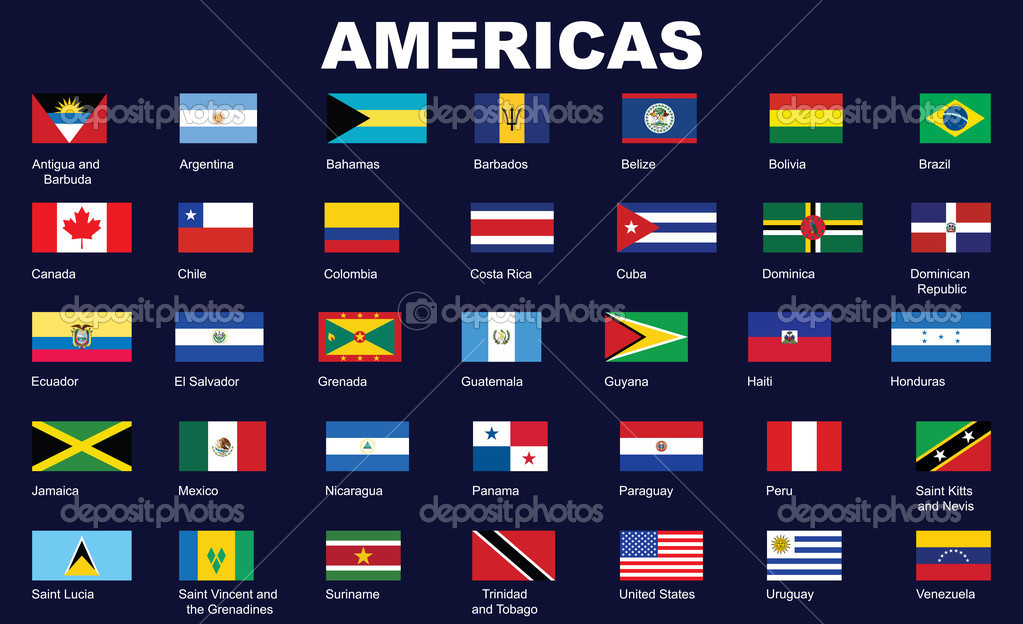 AMERICAS
depositphotos depositphotos depositphotos
Antigua and
Barbuda
Argentina
Bahamas
Barbados
Belize
Bolivia
Brazil
Canada
Chile
Colombia
Costa Rica
Cuba
Dominica
Dominican
Republic
depositphotos depositphotos depositphotos
Ecuador
El Salvador
Grenada
Guatemala
Guyana
Haiti
Honduras
Jamaica
Mexico
Nicaragua
Panama
Paraguay
Peru
Saint Kitts
and Nevis
depositphotos depositphotos depositphotos
Saint Lucia
Saint Vincent and
the Grenadines
Suriname
Trinidad
and Tobago
United States
Uruguay
Venezuela